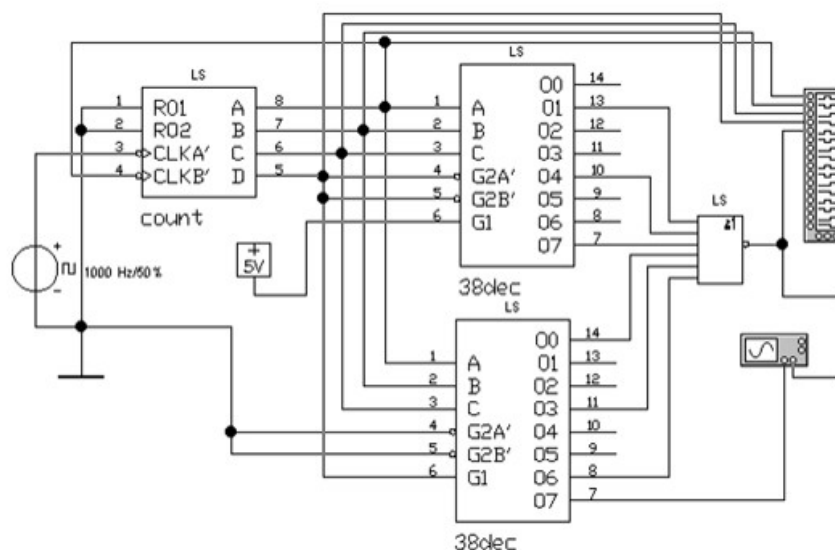 LS
1 RO1 A 8
2 RO2 B 7
3 CLKA' C 6
4 CLKB' D 5
count
1000 Hz/50%
+
-
+
5V
LS
O0 14
1 A O1 13
2 B O2 12
3 C O3 11
4 G2A' O4 10
5 G2B' O5 9
6 G1 O6 8
O7 7
38dec
LS
&1
LS
O0 14
1 A O1 13
2 B O2 12
3 C O3 11
4 G2A' O4 10
5 G2B' O5 9
6 G1 O6 8
O7 7
38dec